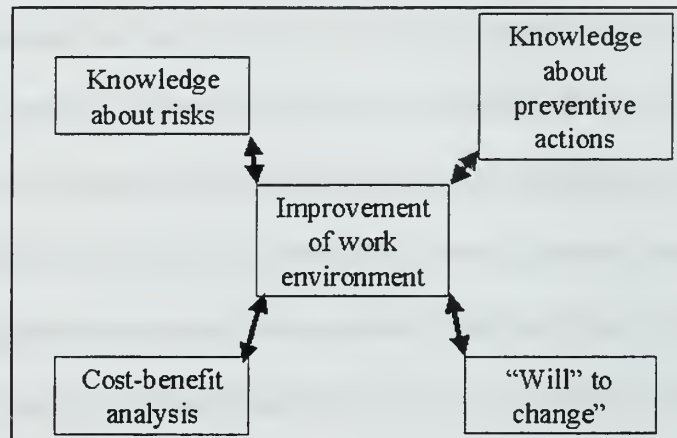 Knowledge
about risks
Knowledge
about
preventive
actions
Improvement
of work
environment
Cost-benefit
analysis
“Will” to
change”